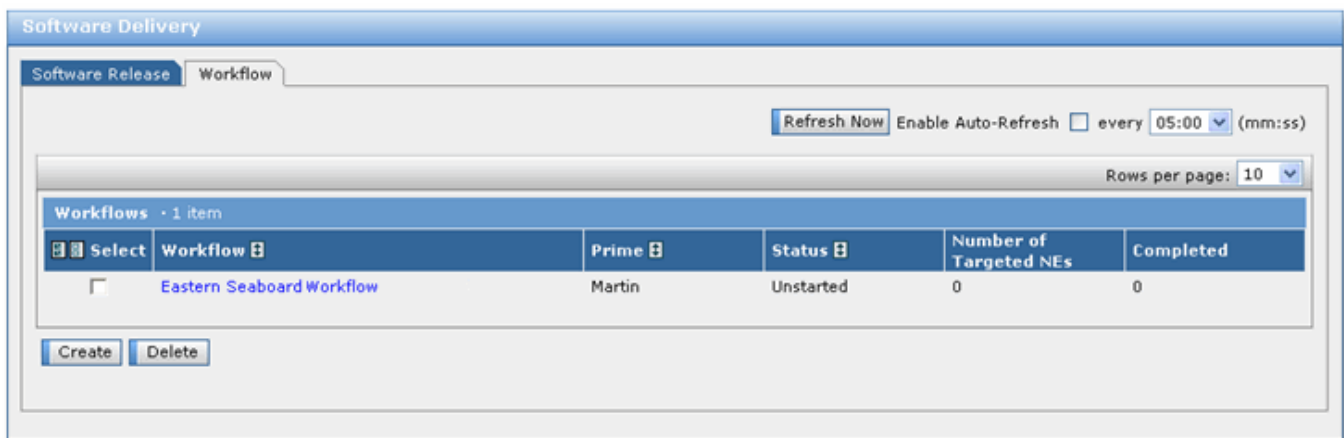 Software Delivery
Software Release Workflow
Refresh Now Enable Auto-Refresh every 05:00 (mm:ss)
Rows per page: 10
Workflows · 1 item
Select Workflow Prime Status Number of Targeted NEs Completed
Eastern Seaboard Workflow Martin Unstarted 0 0
Create Delete